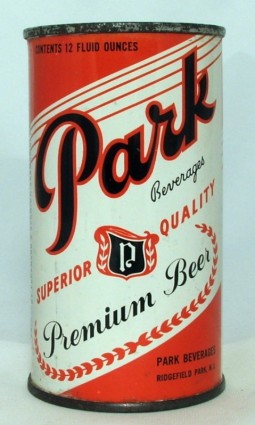 CONTENTS 12 FLUID OUNCES
Park
Beverages
SUPERIOR QUALITY
P
Premium Beer
PARK BEVERAGES
RIDGEFIELD PARK, N.J.